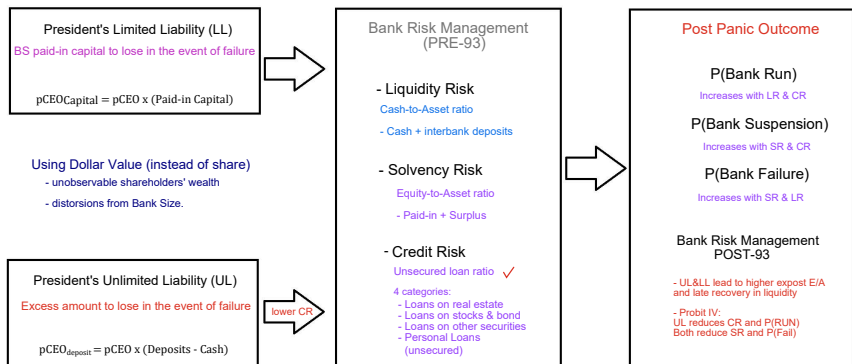 President's Limited Liability (LL)
BS paid-in capital to lose in the event of failure
pCEOCapital = pCEO x (Paid-in Capital)
Using Dollar Value (instead of share)
- unobservable shareholders' wealth
- distorsions from Bank Size.
President's Unlimited Liability (UL)
Excess amount to lose in the event of failure
pCEOdeposit = pCEO x (Deposits - Cash)
lower CR
Bank Risk Management
(PRE-93)
- Liquidity Risk
Cash-to-Asset ratio
- Cash + interbank deposits
- Solvency Risk
Equity-to-Asset ratio
- Paid-in + Surplus
- Credit Risk
Unsecured loan ratio ✓
4 categories:
- Loans on real estate
- Loans on stocks & bond
- Loans on other securities
- Personal Loans
(unsecured)
Post Panic Outcome
P(Bank Run)
Increases with LR & CR
P(Bank Suspension)
Increases with SR & CR
P(Bank Failure)
Increases with SR & LR
Bank Risk Management
POST-93
- UL&LL lead to higher expost E/A
and late recovery in liquidity
- Probit IV:
UL reduces CR and P(RUN)
Both reduce SR and P(Fail)